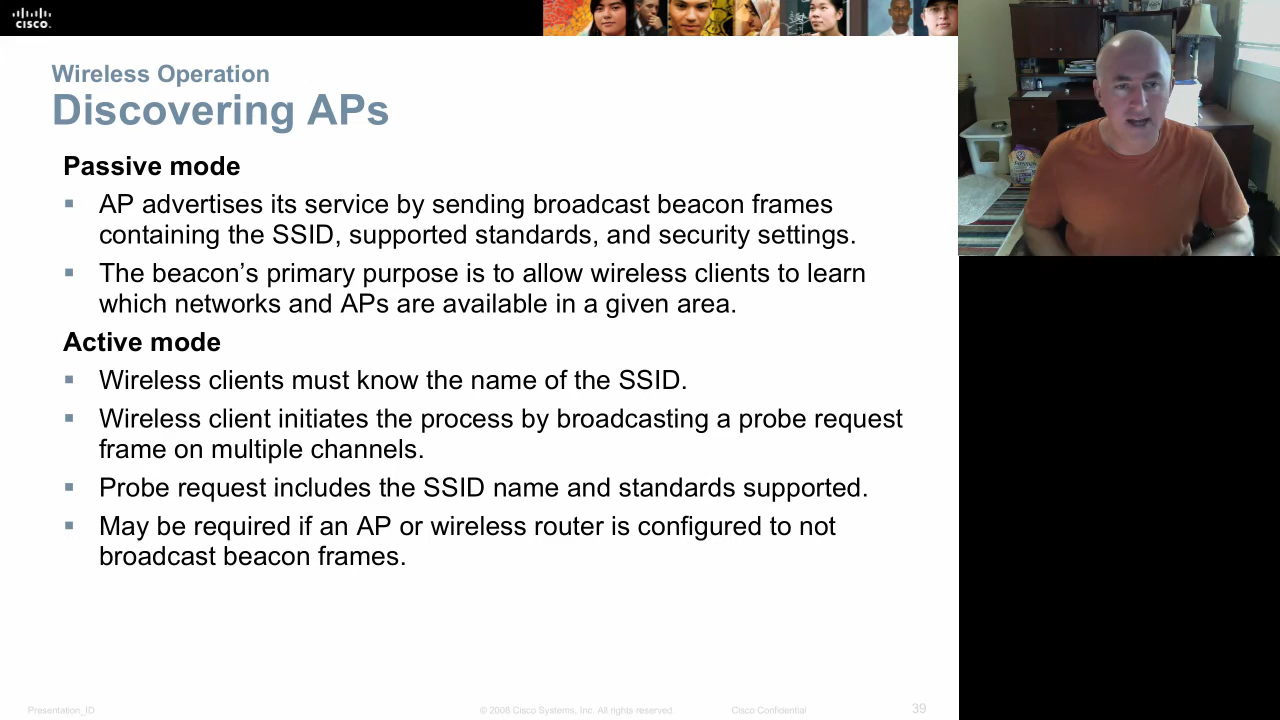 CISCO.
Wireless Operation
Discovering APs
Passive mode
AP advertises its service by sending broadcast beacon frames
containing the SSID, supported standards, and security settings.
The beacon’s primary purpose is to allow wireless clients to learn
which networks and APs are available in a given area.
Active mode
Wireless clients must know the name of the SSID.
Wireless client initiates the process by broadcasting a probe request
frame on multiple channels.
Probe request includes the SSID name and standards supported.
May be required if an AP or wireless router is configured to not
broadcast beacon frames.
Presentation_ID
© 2008 Cisco Systems, Inc. All rights reserved.
Cisco Confidential
39